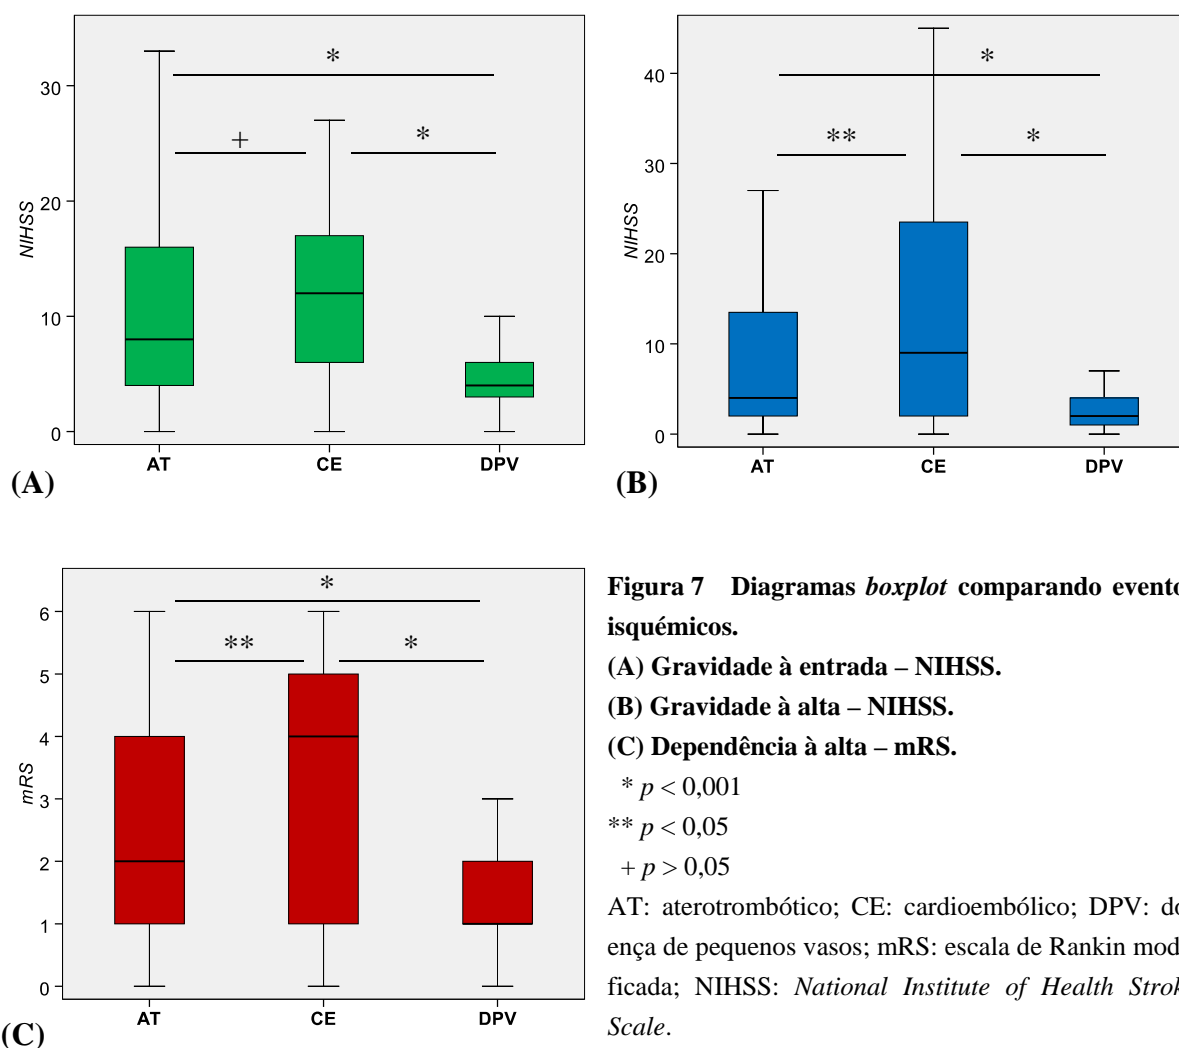 *
+
*
30
20
10
0
NIHSS
AT
CE
DPV
(A)
*
**
*
40
30
20
10
0
NIHSS
AT
CE
DPV
(B)
*
**
*
6
5
4
3
2
1
0
mRS
AT
CE
DPV
(C)
Figura 7 Diagramas boxplot comparando evento
isquémicos.
(A) Gravidade à entrada – NIHSS.
(B) Gravidade à alta – NIHSS.
(C) Dependência à alta – mRS.
* p < 0,001
** p < 0,05
+ p > 0,05
AT: aterotrombótico; CE: cardioembólico; DPV: do
ença de pequenos vasos; mRS: escala de Rankin mod
ficada; NIHSS: National Institute of Health Strok
Scale.